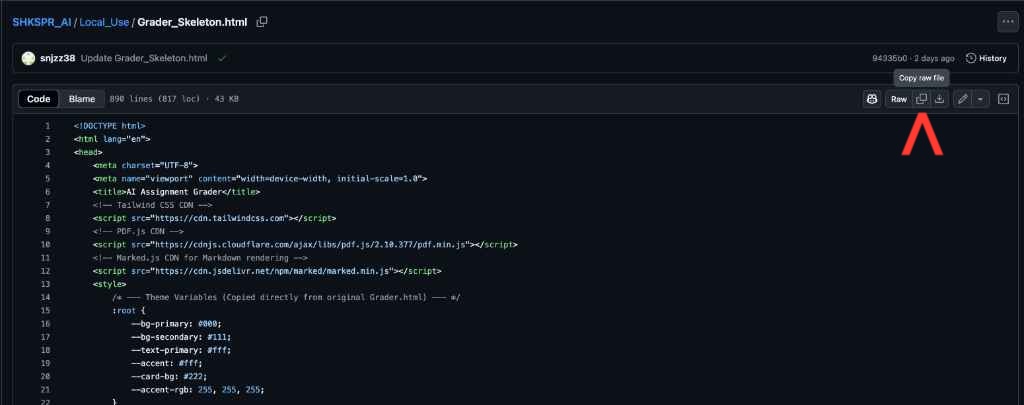 SHKSPR_AI / Local_Use / Grader_Skeleton.html
snjzz38 Update Grader_Skeleton.html
94335b0 · 2 days ago
History
Copy raw file
Code
Blame
890 lines (817 loc) · 43 KB
Raw
1 <!DOCTYPE html>
2 <html lang="en">
3 <head>
4 <meta charset="UTF-8">
5 <meta name="viewport" content="width=device-width, initial-scale=1.0">
6 <title>AI Assignment Grader</title>
7 <!-- Tailwind CSS CDN -->
8 <script src="https://cdn.tailwindcss.com"></script>
9 <!-- PDF.js CDN -->
10 <script src="https://cdnjs.cloudflare.com/ajax/libs/pdf.js/2.10.377/pdf.min.js"></script>
11 <!-- Marked.js CDN for Markdown rendering -->
12 <script src="https://cdn.jsdelivr.net/npm/marked/marked.min.js"></script>
13 <style>
14 /* --- Theme Variables (Copied directly from original Grader.html) --- */
15 :root {
16 --bg-primary: #000;
17 --bg-secondary: #111;
18 --text-primary: #fff;
19 --accent: #fff;
20 --card-bg: #222;
21 --accent-rgb: 255, 255, 255;
22 }